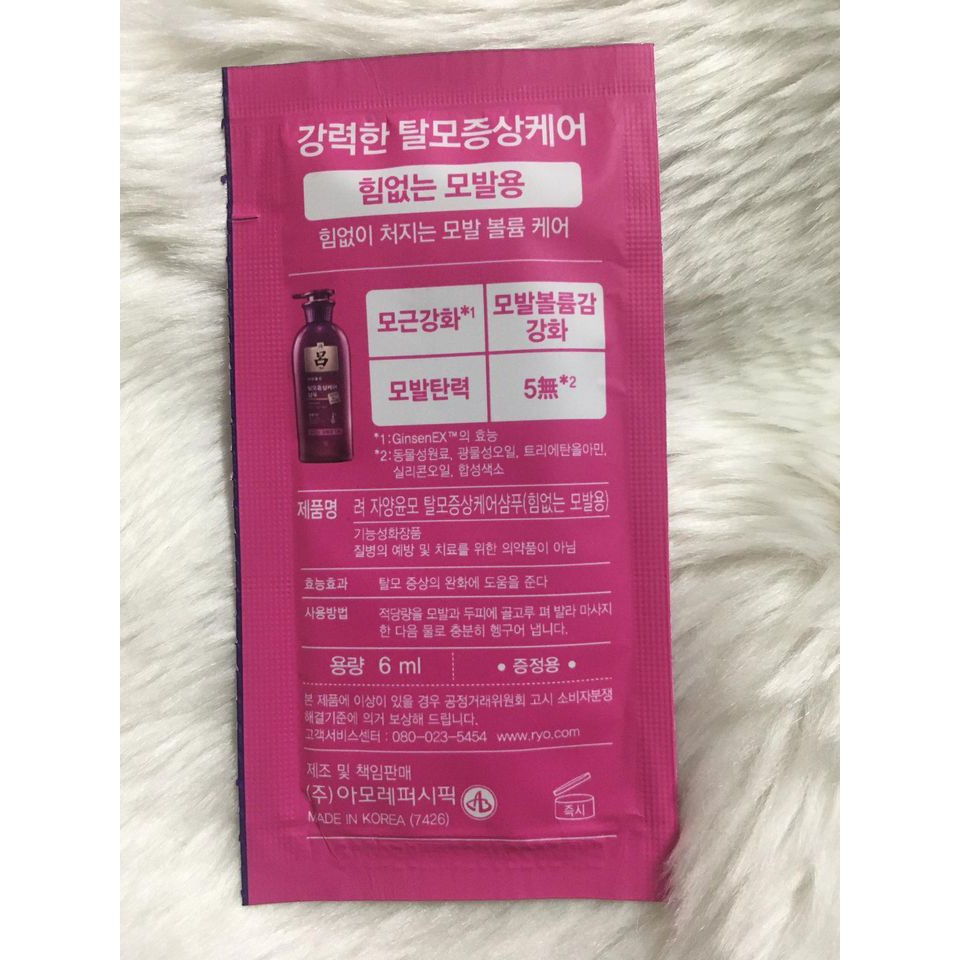 강력한 탈모증상케어
힘없는 모발용
힘없이 처지는 모발 볼륨 케어
呂
모근강화*1
모발볼륨감
강화
모발탄력
5無*2
*1:GinsenEX™의 효능
*2:동물성원료, 광물성오일, 트리에탄올아민,
실리콘오일, 합성색소
제품명 려 자양윤모 탈모증상케어샴푸(힘없는 모발용)
기능성화장품
질병의 예방 및 치료를 위한 의약품이 아님
효능효과 탈모 증상의 완화에 도움을 준다
사용방법 적당량을 모발과 두피에 골고루 펴 발라 마사지
한 다음 물로 충분히 헹구어 냅니다.
용량 6 ml • 증정용 •
본 제품에 이상이 있을 경우 공정거래위원회 고시 소비자분쟁
해결기준에 의거 보상해 드립니다.
고객서비스센터 : 080-023-5454 www.ryo.com
제조 및 책임판매
(주)아모레퍼시픽
MADE IN KOREA (7426)
즉시